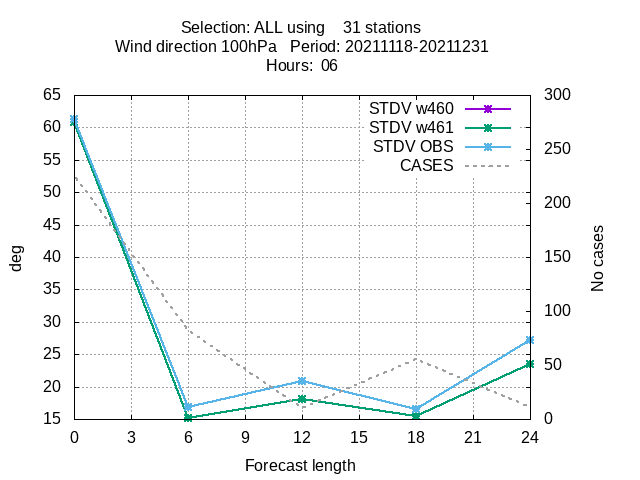 Selection: ALL using    31 stations
Wind direction 100hPa   Period: 20211118-20211231
Hours:  06
STDV w460
STDV w461
STDV OBS
CASES
65
60
55
50
45
40
35
30
25
20
15
deg
300
250
200
150
100
50
0
No cases
0 3 6 9 12 15 18 21 24
Forecast length